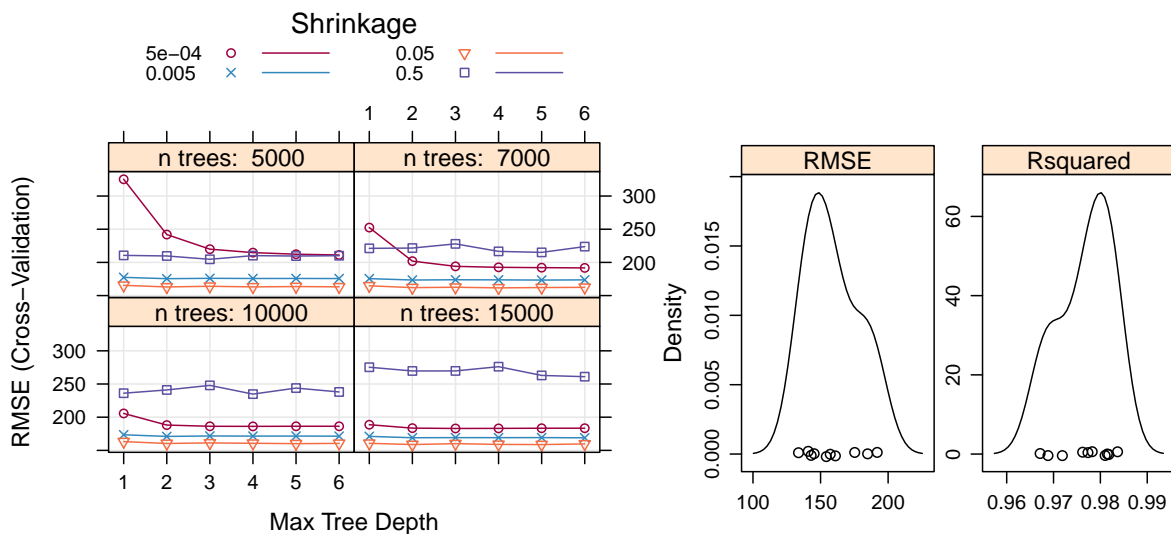 Shrinkage
5e−04 0.05
0.005 0.5
1 2 3 4 5 6
n trees: 5000 n trees: 7000
300
250
200
n trees: 10000 n trees: 15000
300
250
200
1 2 3 4 5 6
RMSE (Cross−Validation)
Max Tree Depth
RMSE
Density
0.000 0.005 0.010 0.015
100 150 200
Rsquared
0 20 40 60
0.96 0.97 0.98 0.99